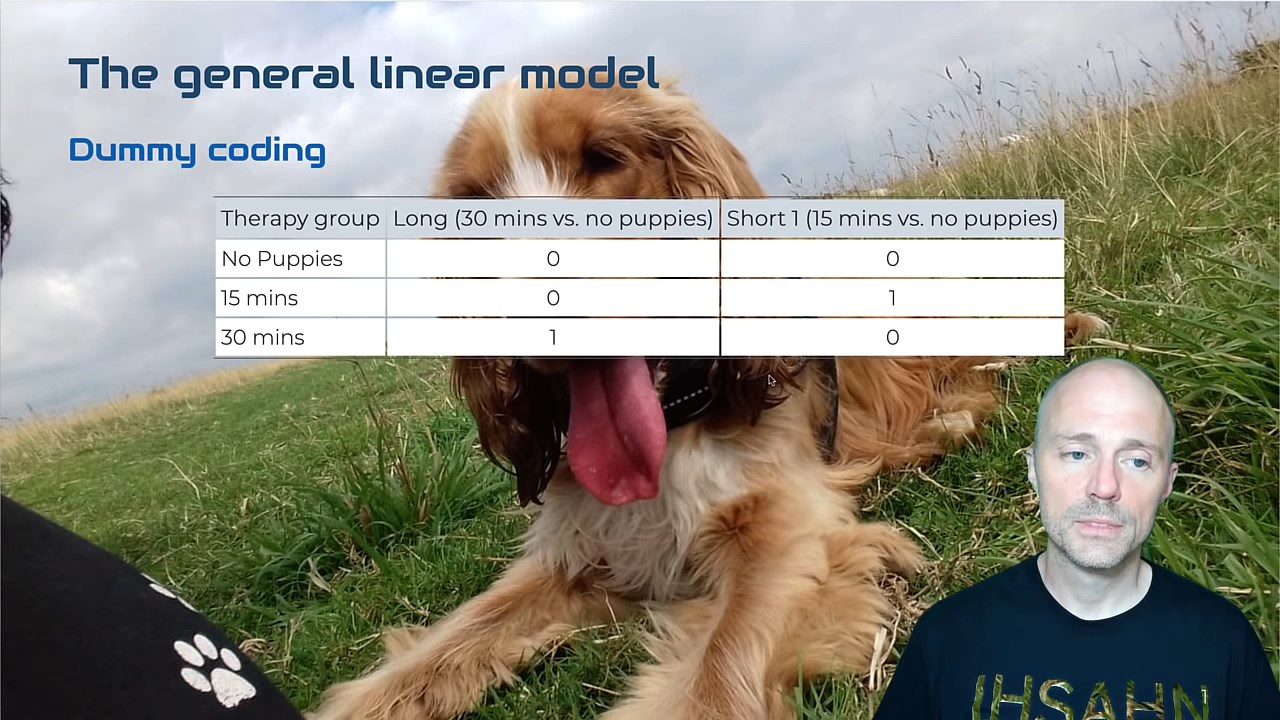 The general linear model
Dummy coding
Therapy group Long (30 mins vs. no puppies) Short 1 (15 mins vs. no puppies)
No Puppies 0 0
15 mins 0 1
30 mins 1 0
IHSAHN